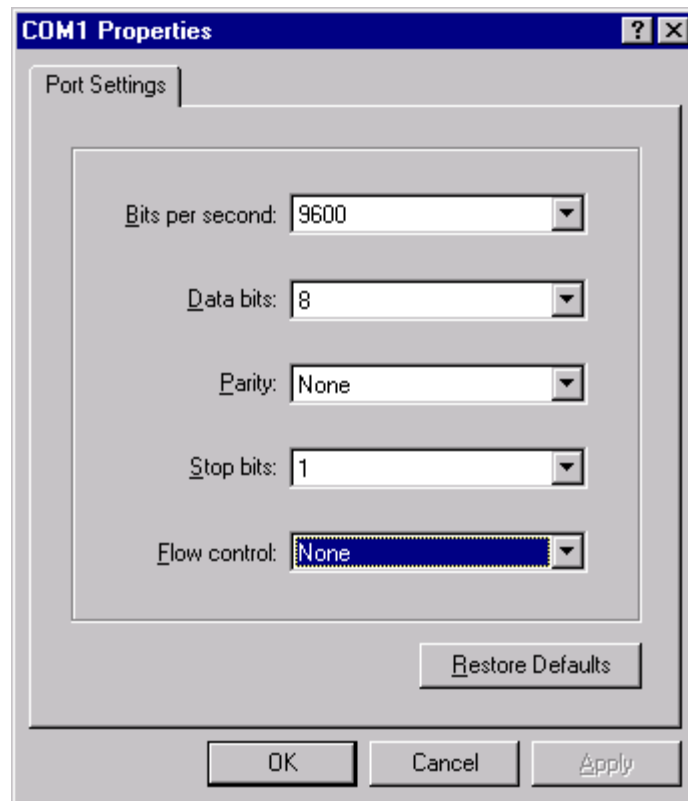 COM1 Properties
Port Settings
Bits per second: 9600
Data bits: 8
Parity: None
Stop bits: 1
Flow control: None
Restore Defaults
OK Cancel Apply